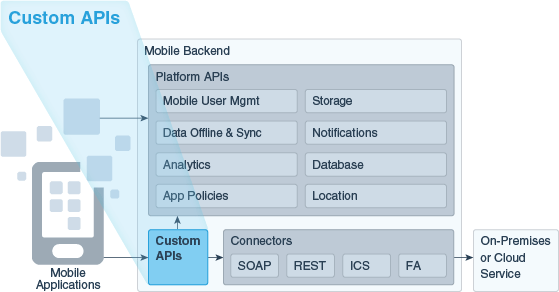 Custom APIs
Mobile Backend
Platform APIs
Mobile User Mgmt
Storage
Data Offline & Sync
Notifications
Analytics
Database
App Policies
Location
Custom
APIs
Connectors
SOAP
REST
ICS
FA
On-Premises
or Cloud
Service
Mobile
Applications